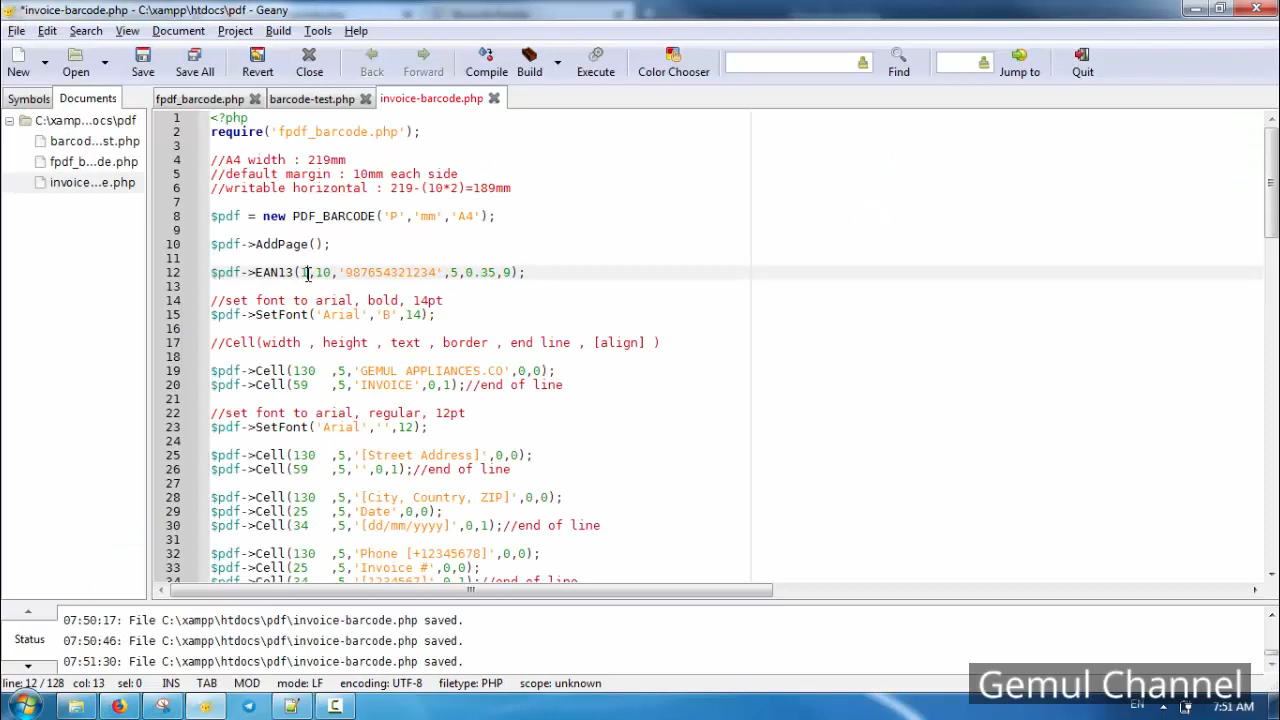 *invoice-barcode.php - C:\xampp\htdocs\pdf - Geany
File Edit Search View Document Project Build Tools Help
New Open Save Save All Revert Close Back Forward Compile Build Execute Color Chooser Find Jump to Quit
Symbols Documents fpdf_barcode.php barcode-test.php invoice-barcode.php
C:\xamp...ocs\pdf
barcod...st.php
fpdf_b...de.php
invoice...e.php
1 <?php
2 require('fpdf_barcode.php');
3
4 //A4 width : 219mm
5 //default margin : 10mm each side
6 //writable horizontal : 219-(10*2)=189mm
7
8 $pdf = new PDF_BARCODE('P','mm','A4');
9
10 $pdf->AddPage();
11
12 $pdf->EAN13(1,10,'987654321234',5,0.35,9);
13
14 //set font to arial, bold, 14pt
15 $pdf->SetFont('Arial','B',14);
16
17 //Cell(width , height , text , border , end line , [align] )
18
19 $pdf->Cell(130 ,5,'GEMUL APPLIANCES.CO',0,0);
20 $pdf->Cell(59 ,5,'INVOICE',0,1);//end of line
21
22 //set font to arial, regular, 12pt
23 $pdf->SetFont('Arial','',12);
24
25 $pdf->Cell(130 ,5,'[Street Address]',0,0);
26 $pdf->Cell(59 ,5,'',0,1);//end of line
27
28 $pdf->Cell(130 ,5,'[City, Country, ZIP]',0,0);
29 $pdf->Cell(25 ,5,'Date',0,0);
30 $pdf->Cell(34 ,5,'[dd/mm/yyyy]',0,1);//end of line
31
32 $pdf->Cell(130 ,5,'Phone [+12345678]',0,0);
33 $pdf->Cell(25 ,5,'Invoice #',0,0);
34 $pdf->Cell(34 ,5,'[1234567]',0,1);//end of line
Status
07:50:17: File C:\xampp\htdocs\pdf\invoice-barcode.php saved.
07:50:46: File C:\xampp\htdocs\pdf\invoice-barcode.php saved.
07:51:30: File C:\xampp\htdocs\pdf\invoice-barcode.php saved.
line: 12 / 128 col: 13 sel: 0 INS TAB MOD mode: LF encoding: UTF-8 filetype: PHP scope: unknown
Gemul Channel
EN 7:51 AM